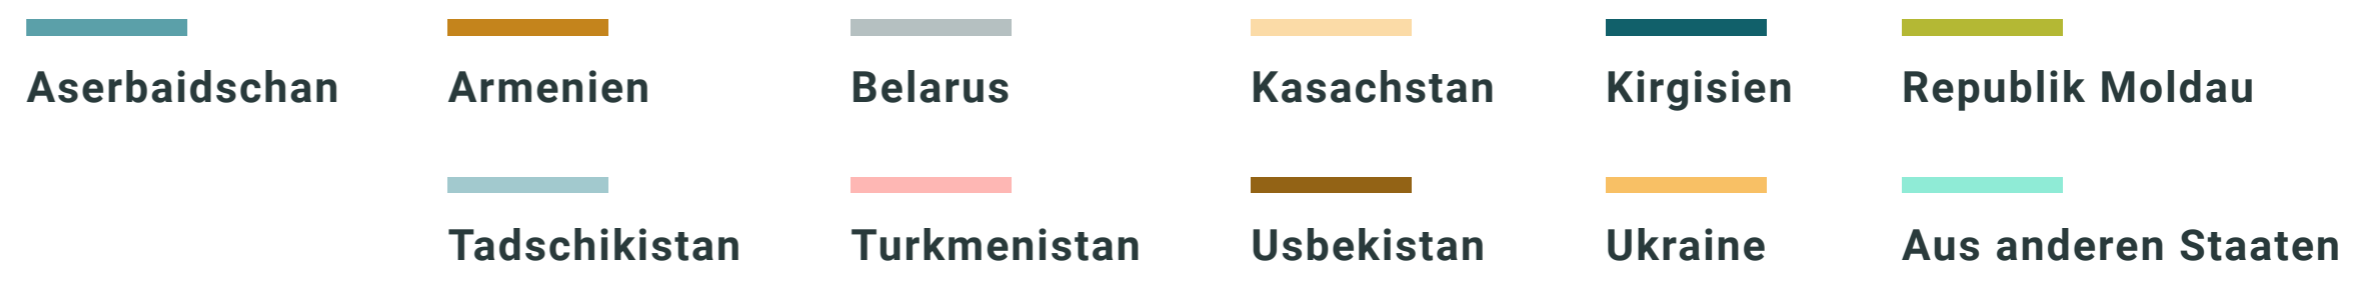 Aserbaidschan Armenien Belarus Kasachstan Kirgisien Republik Moldau
Tadschikistan Turkmenistan Usbekistan Ukraine Aus anderen Staaten